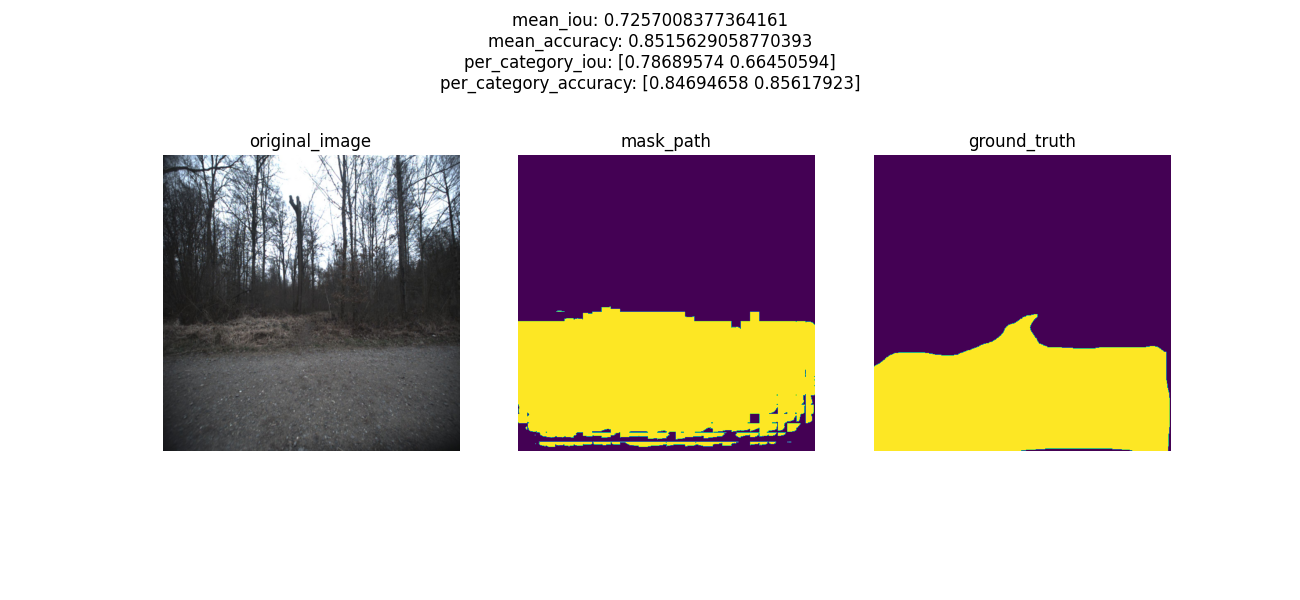 mean_iou: 0.7257008377364161
mean_accuracy: 0.8515629058770393
per_category_iou: [0.78689574 0.66450594]
per_category_accuracy: [0.84694658 0.85617923]
original_image
mask_path
ground_truth